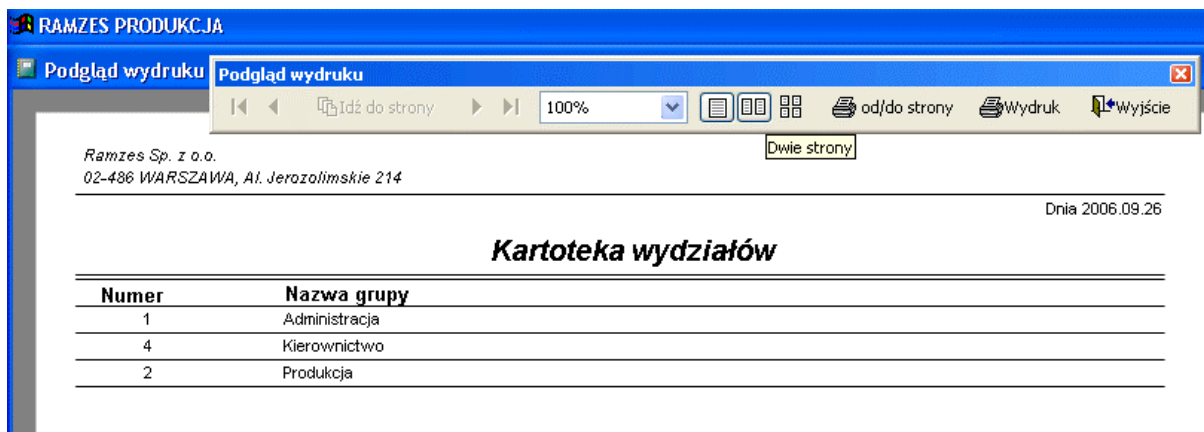 RAMZES PRODUKCJA
Podgląd wydruku
Podgląd wydruku
Idź do strony 100% od/do strony Wydruk Wyjście
Dwie strony
Ramzes Sp. z o.o.
02-486 WARSZAWA, Al. Jerozolimskie 214
Dnia 2006.09.26
Kartoteka wydziałów
Numer Nazwa grupy
1 Administracja
4 Kierownictwo
2 Produkcja